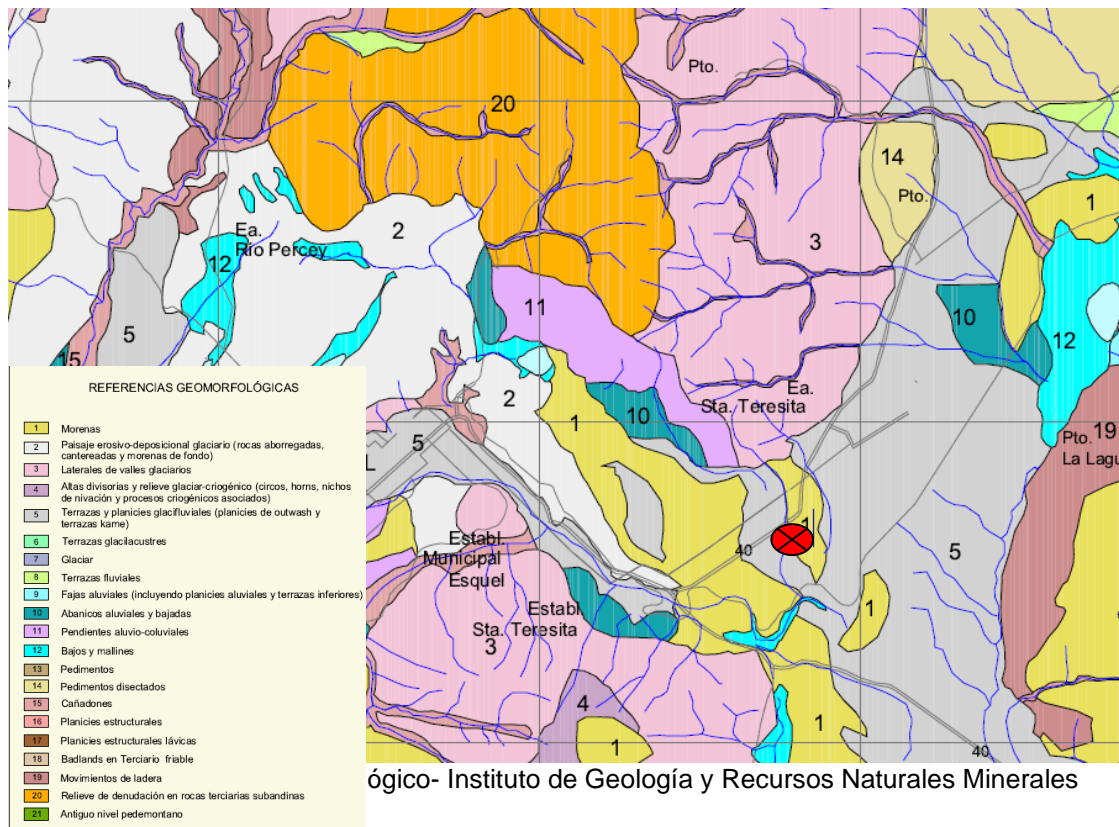 Pto.
20
14
Pto.
1
2
3
Ea.
Río Percey
12
11
10
12
5
15
Ea.
Sta. Teresita
2
1
10
5
L
19
Pto.
La Lagu
1
40
5
Establ.
Municipal
Esquel
Establ.
Sta. Teresita
3
1
4
1
1
40
REFERENCIAS GEOMORFOLÓGICAS
1 Morenas
2 Paisaje erosivo-deposicional glaciario (rocas aborregadas,
cantereadas y morenas de fondo)
3 Laterales de valles glaciarios
4 Altas divisorias y relieve glaciar-criogénico (circos, horns, nichos
de nivación y procesos criogénicos asociados)
5 Terrazas y planicies glacifluviales (planicies de outwash y
terrazas kame)
6 Terrazas glacilacustres
7 Glaciar
8 Terrazas fluviales
9 Fajas aluviales (incluyendo planicies aluviales y terrazas inferiores)
10 Abanicos aluviales y bajadas
11 Pendientes aluvio-coluviales
12 Bajos y mallines
13 Pedimentos
14 Pedimentos disectados
15 Cañadones
16 Planicies estructurales
17 Planicies estructurales lávicas
18 Badlands en Terciario friable
19 Movimientos de ladera
20 Relieve de denudación en rocas terciarias subandinas
21 Antiguo nivel pedemontano
ógico- Instituto de Geología y Recursos Naturales Minerales